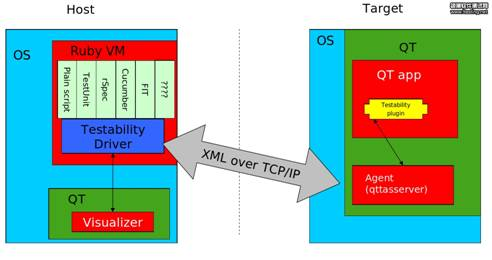 Host
Target
OS
Ruby VM
Plain script
TestUnit
rSpec
Cucumber
FIT
????
Testability
Driver
QT
Visualizer
XML over TCP/IP
OS
QT
QT app
Testability
plugin
Agent
(qttasserver)